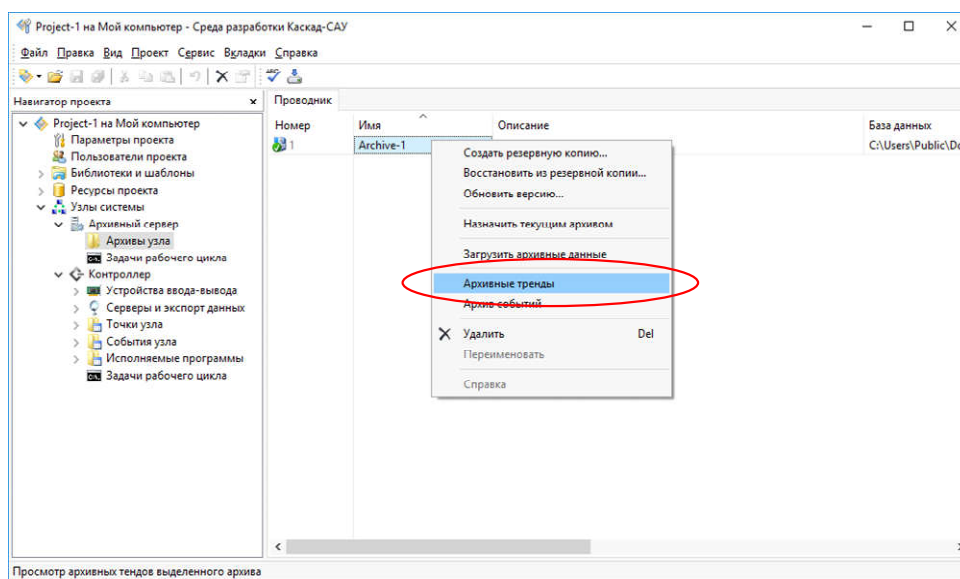 Project-1 на Мой компьютер - Среда разработки Каскад-САУ
Файл Правка Вид Проект Сервис Вкладки Справка
Навигатор проекта
Project-1 на Мой компьютер
Параметры проекта
Пользователи проекта
Библиотеки и шаблоны
Ресурсы проекта
Узлы системы
Архивный сервер
Архивы узла
Задачи рабочего цикла
Контроллер
Устройства ввода-вывода
Серверы и экспорт данных
Точки узла
События узла
Исполняемые программы
Задачи рабочего цикла
Проводник
Номер Имя Описание База данных
1 Archive-1 C:\Users\Public\Do
Создать резервную копию...
Восстановить из резервной копии...
Обновить версию...
Назначить текущим архивом
Загрузить архивные данные
Архивные тренды
Архив событий
Удалить Del
Переименовать
Справка
Просмотр архивных тендов выделенного архива